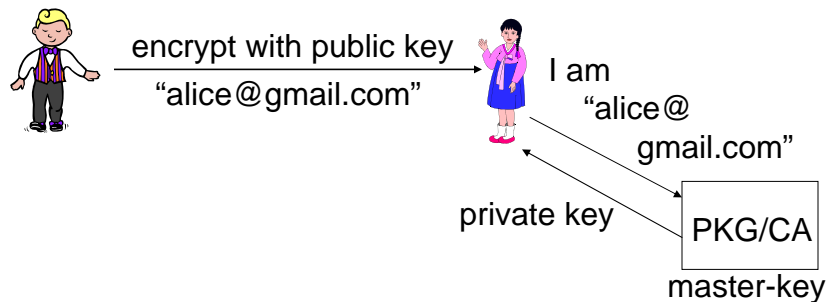 encrypt with public key
“alice@gmail.com”
I am
“alice@
gmail.com”
private key
PKG/CA
master-key